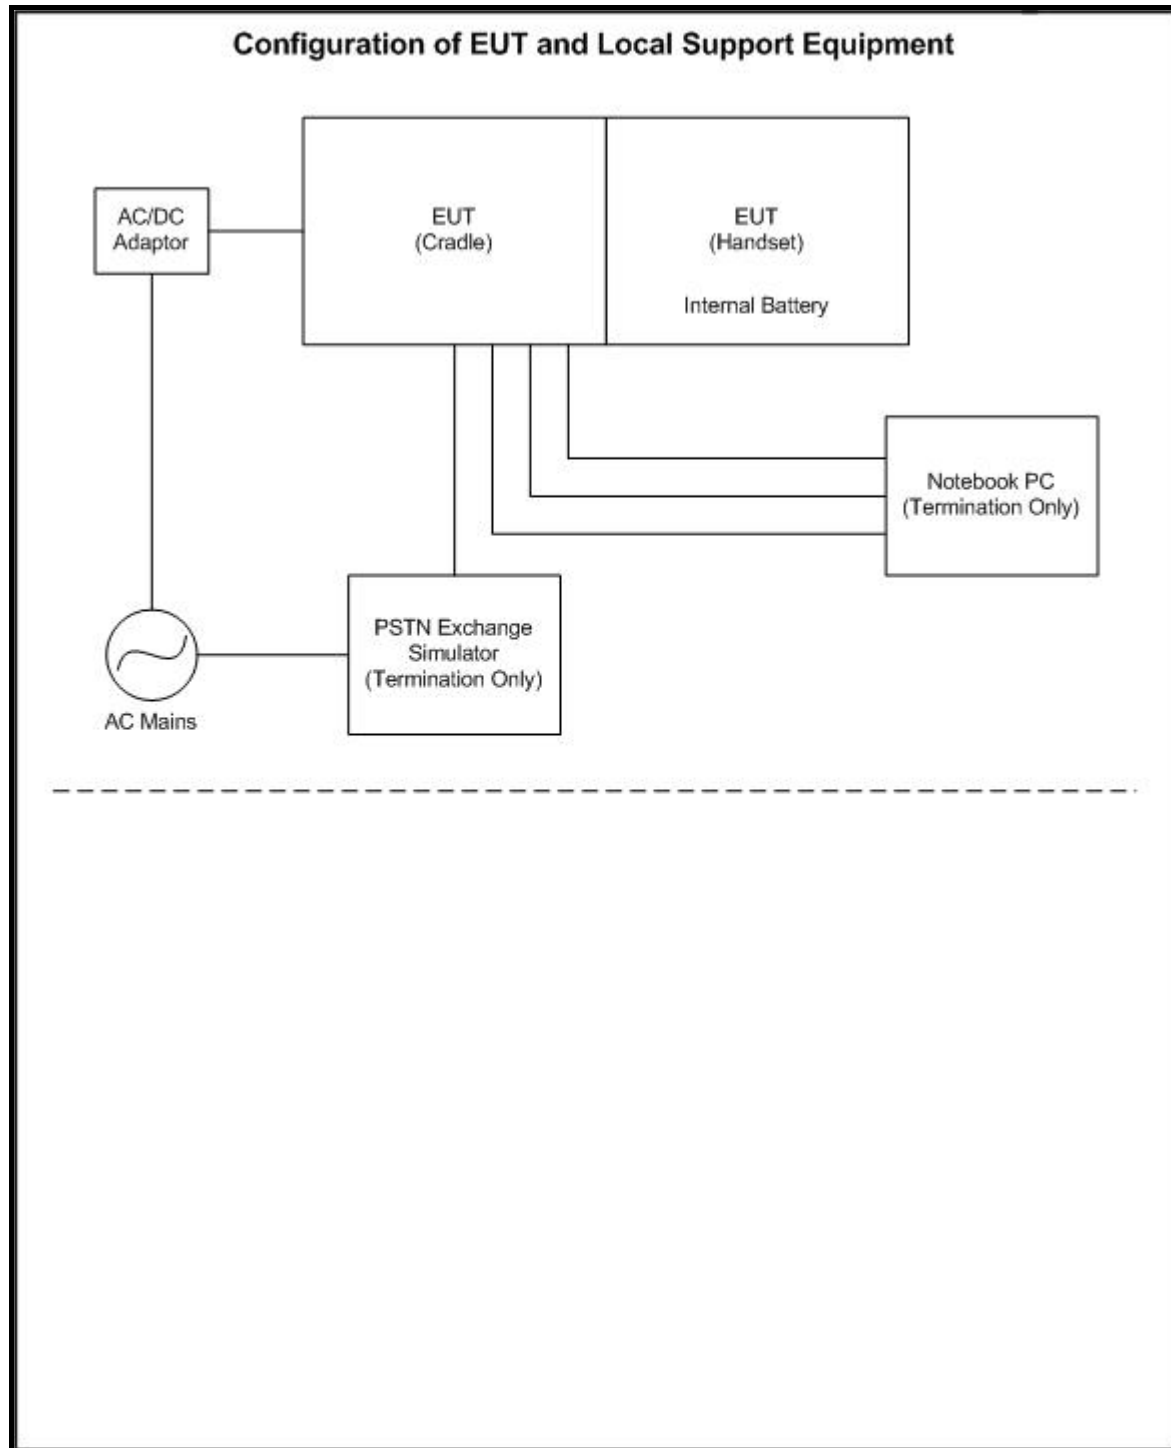 Configuration of EUT and Local Support Equipment
AC/DC
Adaptor
EUT
(Cradle)
EUT
(Handset)
Internal Battery
Notebook PC
(Termination Only)
PSTN Exchange
Simulator
(Termination Only)
AC Mains